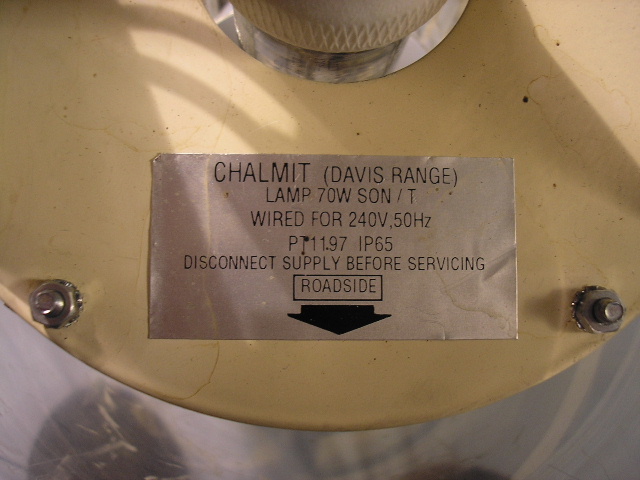 CHALMIT (DAVIS RANGE)
LAMP 70W SON/T
WIRED FOR 240V,50Hz
PT11.97 IP65
DISCONNECT SUPPLY BEFORE SERVICING
ROADSIDE